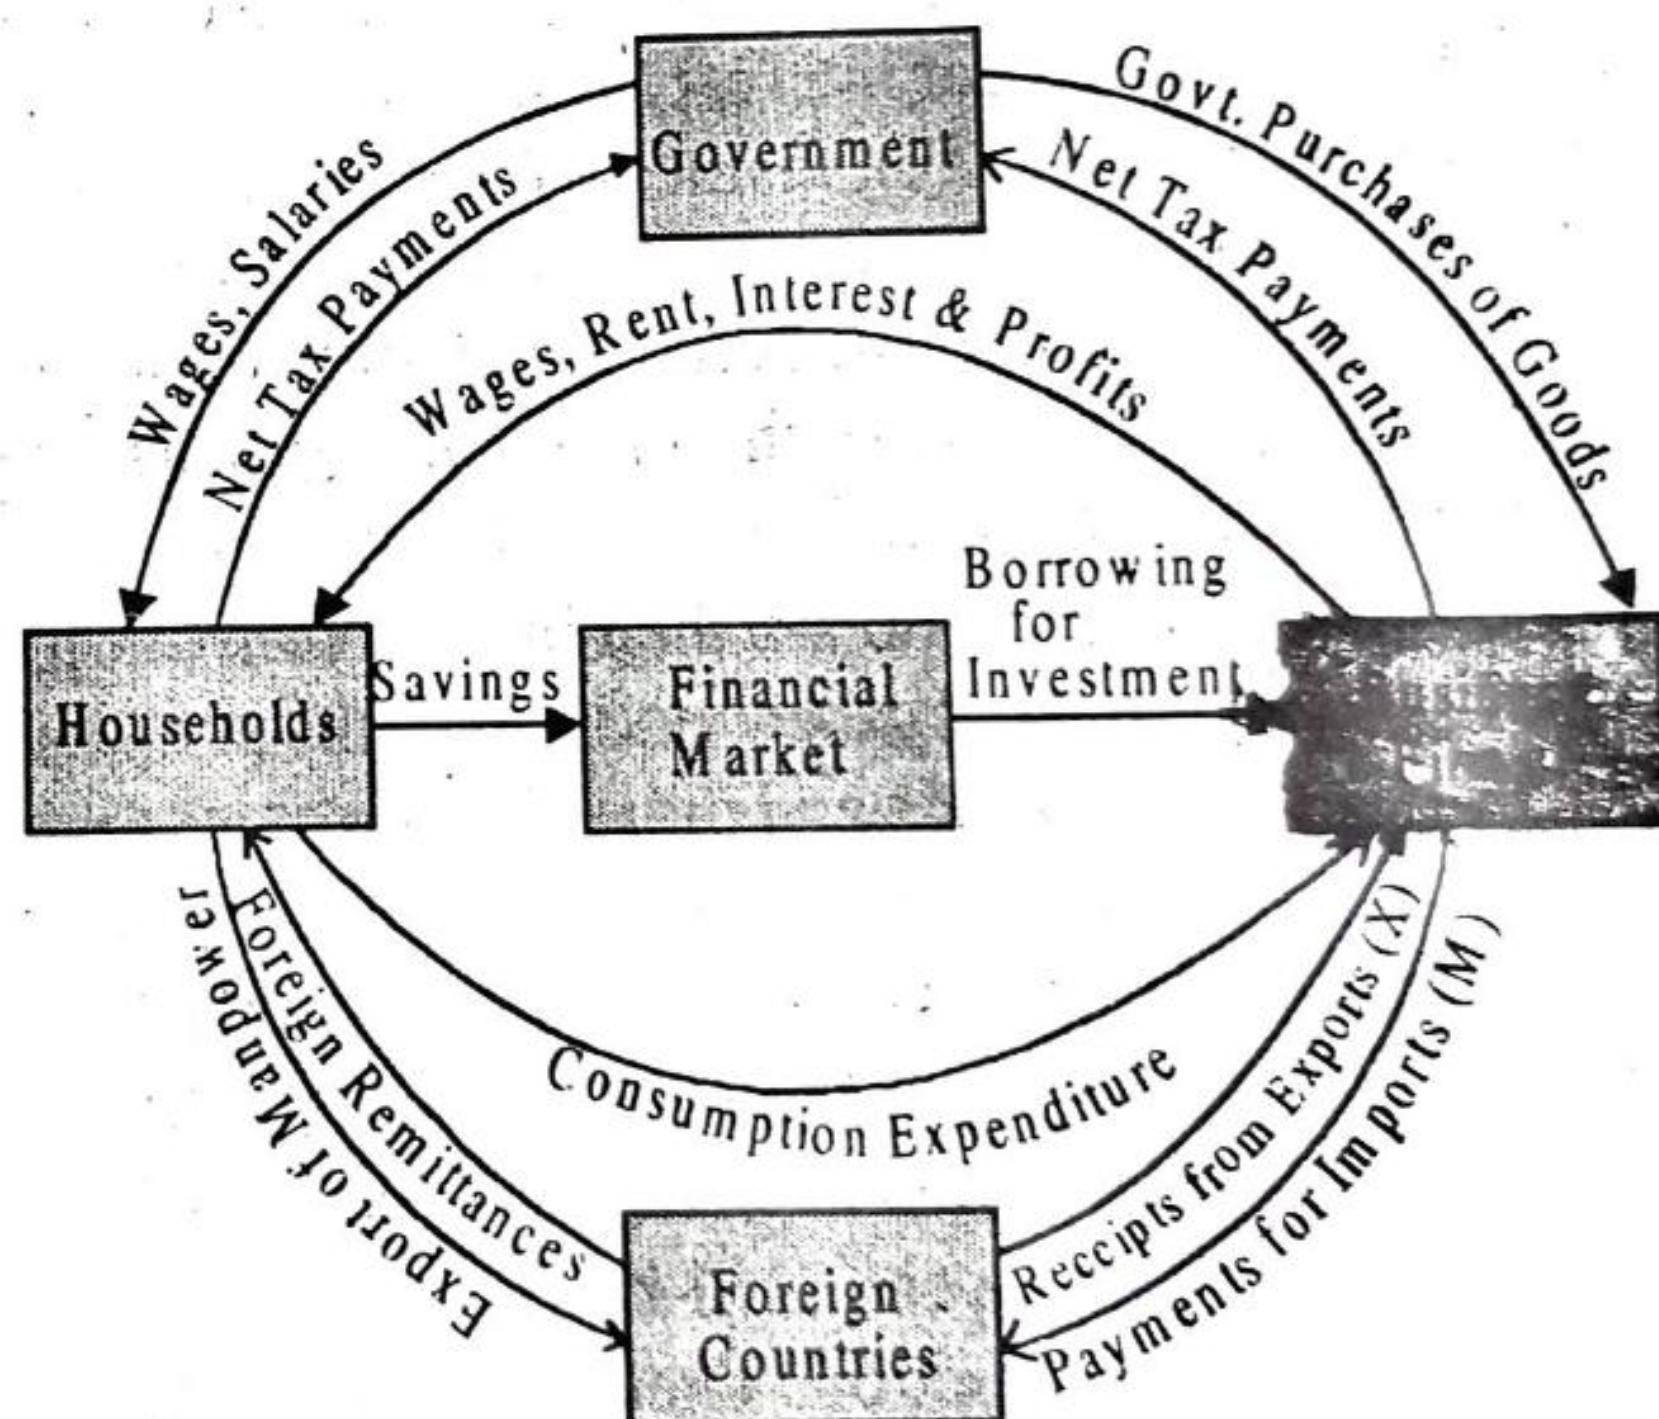 Govt. Purchases of Goods
Government
Net Tax Payments
Wages, Salaries
Net Tax Payments
Wages, Rent, Interest & Profits
Borrowing
for
Investment
Savings
Financial
Market
Households
Foreign Remittances
Export of Manpower
Consumption Expenditure
Receipts from Exports (X)
Payments for Imports (M)
Foreign
Countries